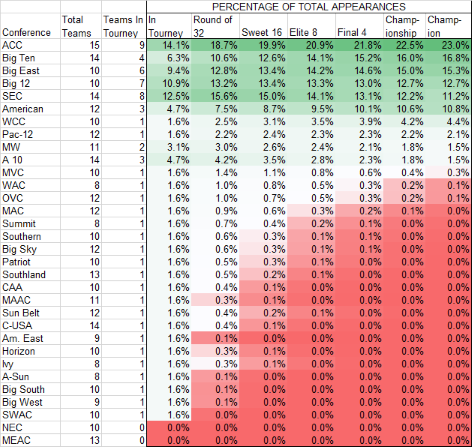 PERCENTAGE OF TOTAL APPEARANCES
Total Teams In In Round of Champ- Champ-
Conference Teams Tourney Tourney 32 Sweet 16 Elite 8 Final 4 ionship ion
ACC 15 9 14.1% 18.7% 19.9% 20.9% 21.8% 22.5% 23.0%
Big Ten 14 4 6.3% 10.6% 12.6% 14.1% 15.2% 16.0% 16.8%
Big East 10 6 9.4% 12.8% 13.4% 14.2% 14.6% 15.0% 15.3%
Big 12 10 7 10.9% 13.2% 13.4% 13.3% 13.0% 12.7% 12.7%
SEC 14 8 12.5% 15.6% 15.0% 14.1% 13.1% 12.2% 11.2%
American 12 3 4.7% 7.5% 8.7% 9.5% 10.1% 10.6% 10.8%
WCC 10 1 1.6% 2.5% 3.1% 3.5% 3.9% 4.2% 4.4%
Pac-12 12 1 1.6% 2.2% 2.4% 2.3% 2.3% 2.2% 2.1%
MW 11 2 3.1% 3.0% 2.6% 2.4% 2.1% 1.8% 1.5%
A 10 14 3 4.7% 4.2% 3.5% 2.8% 2.3% 1.8% 1.5%
MVC 10 1 1.6% 1.4% 1.1% 0.8% 0.6% 0.4% 0.3%
WAC 8 1 1.6% 1.0% 0.8% 0.5% 0.3% 0.2% 0.1%
OVC 12 1 1.6% 1.0% 0.7% 0.5% 0.3% 0.2% 0.1%
MAC 12 1 1.6% 0.9% 0.6% 0.3% 0.2% 0.1% 0.0%
Summit 8 1 1.6% 0.7% 0.4% 0.2% 0.1% 0.0% 0.0%
Southern 10 1 1.6% 0.6% 0.3% 0.1% 0.1% 0.0% 0.0%
Big Sky 12 1 1.6% 0.6% 0.3% 0.1% 0.1% 0.0% 0.0%
Patriot 10 1 1.6% 0.5% 0.3% 0.1% 0.0% 0.0% 0.0%
Southland 13 1 1.6% 0.5% 0.2% 0.1% 0.0% 0.0% 0.0%
CAA 10 1 1.6% 0.4% 0.1% 0.0% 0.0% 0.0% 0.0%
MAAC 11 1 1.6% 0.3% 0.1% 0.0% 0.0% 0.0% 0.0%
Sun Belt 12 1 1.6% 0.4% 0.2% 0.1% 0.0% 0.0% 0.0%
C-USA 14 1 1.6% 0.4% 0.1% 0.0% 0.0% 0.0% 0.0%
Am. East 9 1 1.6% 0.1% 0.0% 0.0% 0.0% 0.0% 0.0%
Horizon 10 1 1.6% 0.3% 0.1% 0.0% 0.0% 0.0% 0.0%
Ivy 8 1 1.6% 0.3% 0.1% 0.0% 0.0% 0.0% 0.0%
A-Sun 8 1 1.6% 0.1% 0.0% 0.0% 0.0% 0.0% 0.0%
Big South 10 1 1.6% 0.1% 0.0% 0.0% 0.0% 0.0% 0.0%
Big West 9 1 1.6% 0.1% 0.0% 0.0% 0.0% 0.0% 0.0%
SWAC 10 1 1.6% 0.0% 0.0% 0.0% 0.0% 0.0% 0.0%
NEC 10 0 0.0% 0.0% 0.0% 0.0% 0.0% 0.0% 0.0%
MEAC 13 0 0.0% 0.0% 0.0% 0.0% 0.0% 0.0% 0.0%